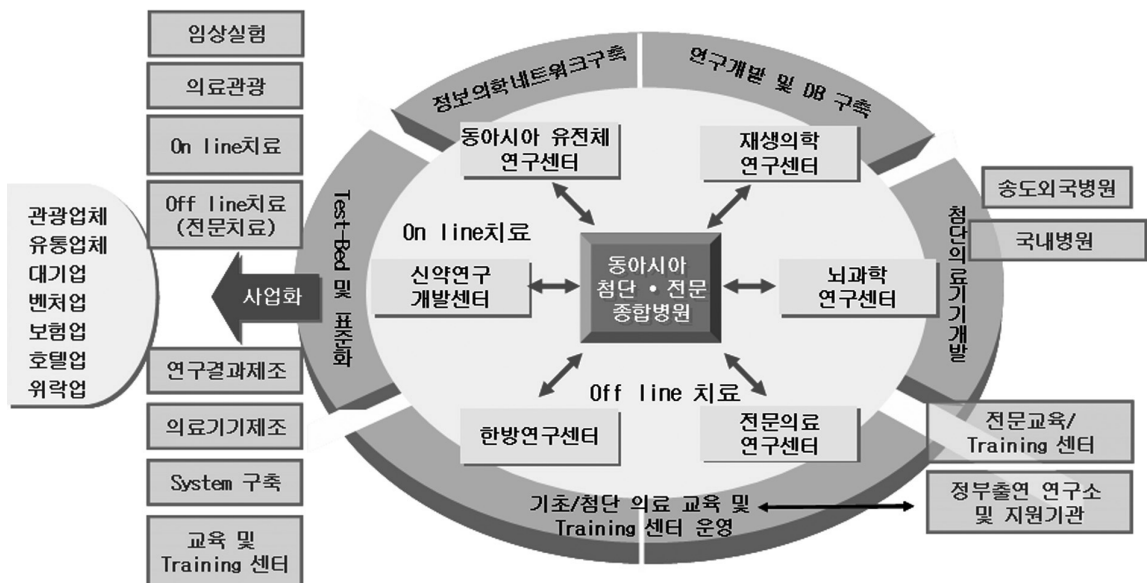 임상실험
의료관광
On line치료
Off line치료
(전문치료)
관광업체
유통업체
대기업
벤처업
보험업
호텔업
위락업
사업화
연구결과제조
의료기기제조
System 구축
교육 및
Training 센터
정보의학네트워크구축
연구개발 및 DB 구축
Test-Bed 및 표준화
첨단의료기기개발
기초/첨단 의료 교육 및
Training 센터 운영
동아시아 유전체
연구센터
재생의학
연구센터
On line치료
신약연구
개발센터
동아시아
첨단・전문
종합병원
뇌과학
연구센터
Off line 치료
한방연구센터
전문의료
연구센터
송도외국병원
국내병원
전문교육/
Training 센터
정부출연 연구소
및 지원기관